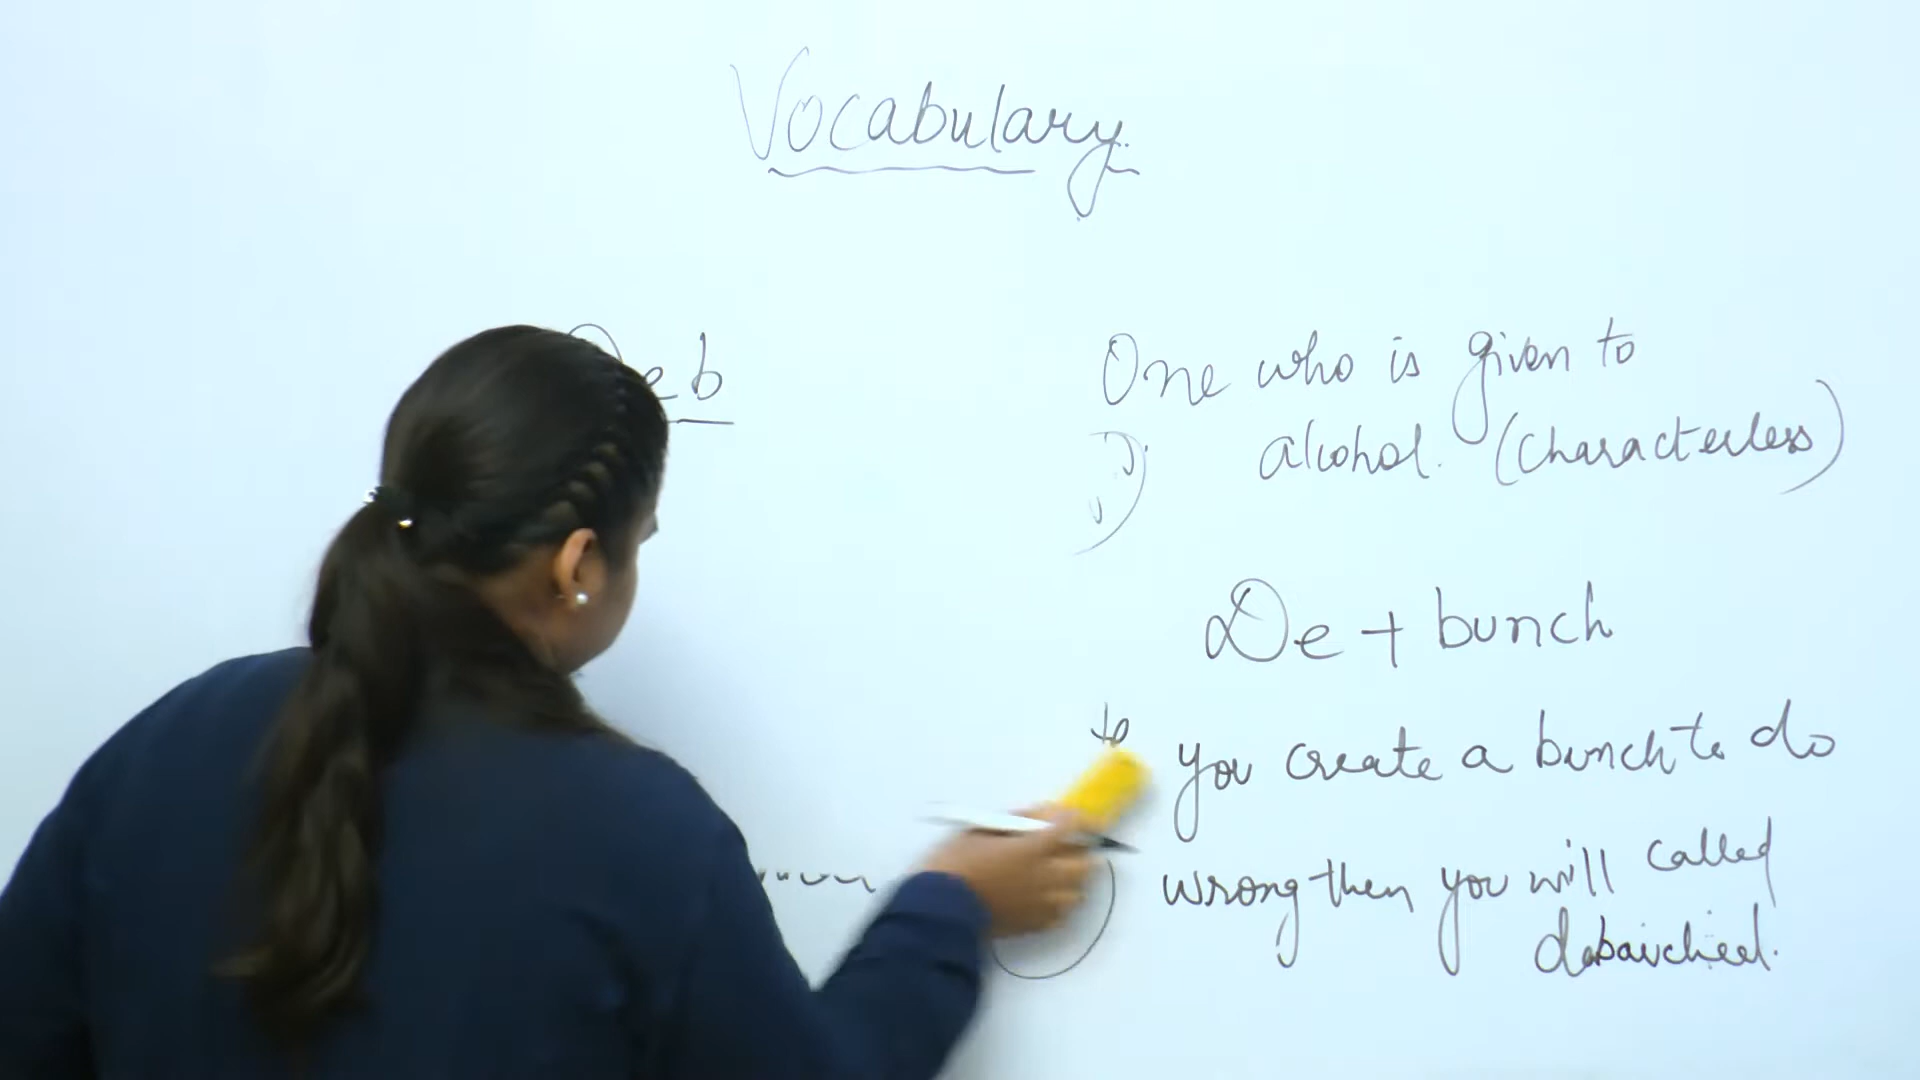 Vocabulary
eb
One who is given to
alcohol. (Characterless)
De + bunch
to
you create a bunch to do
wrong then you will called